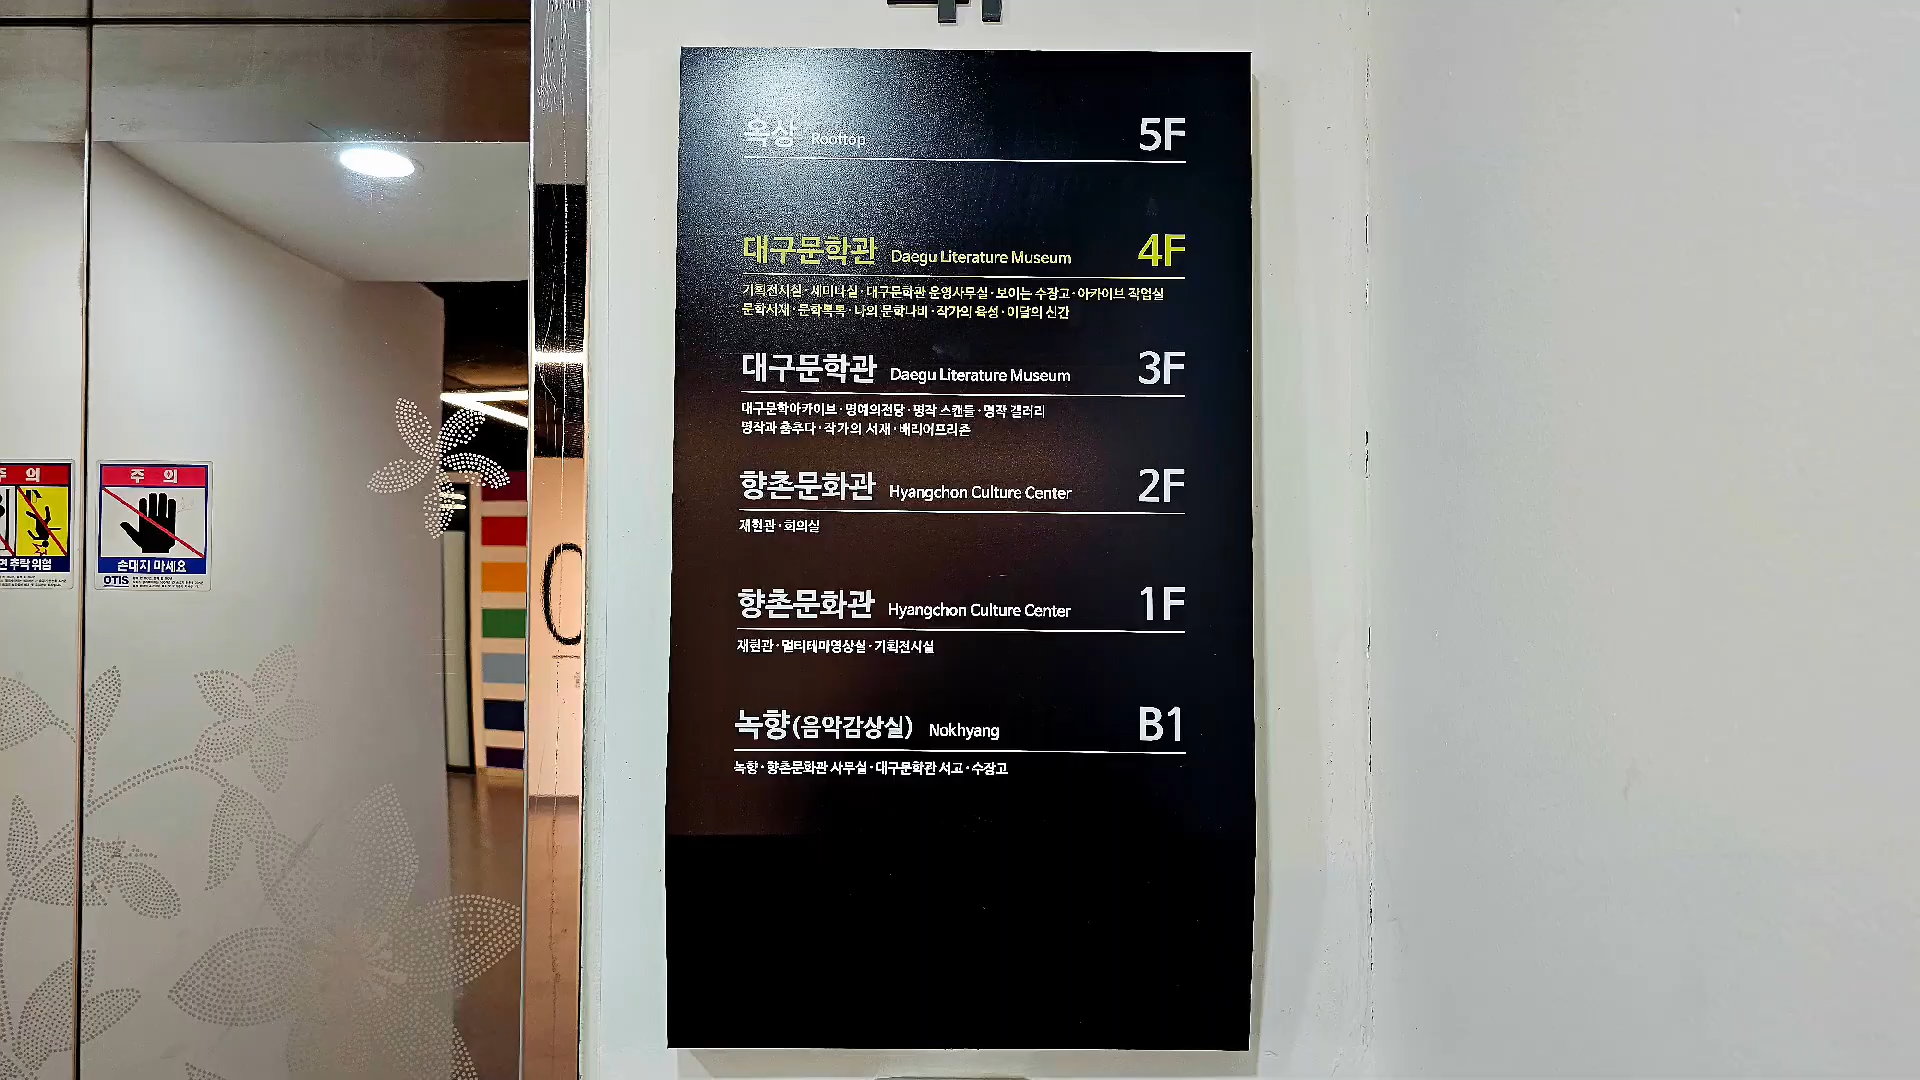 옥상 Rooftop 5F
대구문학관 Daegu Literature Museum 4F
기획전시실 · 세미나실 · 대구문학관 운영사무실 · 보이는 수장고 · 아카이브 작업실
문학서재 · 문학톡톡 · 나의 문학나비 · 작가의 육성 · 이달의 신간
대구문학관 Daegu Literature Museum 3F
대구문학아카이브 · 명예의전당 · 명작 스캔들 · 명작 갤러리
명작과 춤추다 · 작가의 서재 · 배리어프리존
향촌문화관 Hyangchon Culture Center 2F
재현관 · 회의실
향촌문화관 Hyangchon Culture Center 1F
재현관 · 멀티테마영상실 · 기획전시실
녹향(음악감상실) Nokhyang B1
녹향 · 향촌문화관 사무실 · 대구문학관 서고 · 수장고
주 의
손대지 마세요
OTIS
주 의
추락 위험